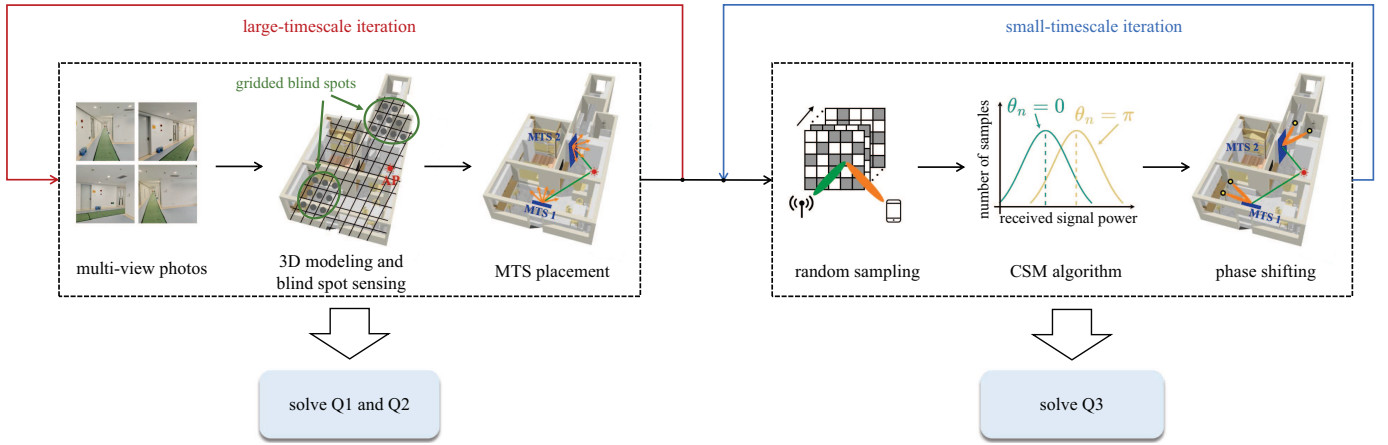 large-timescale iteration
small-timescale iteration
gridded blind spots
AP
MTS 2
MTS 1
multi-view photos
3D modeling and
blind spot sensing
MTS placement
random sampling
number of samples
θₙ = 0
θₙ = π
received signal power
CSM algorithm
MTS 2
MTS 1
phase shifting
solve Q1 and Q2
solve Q3